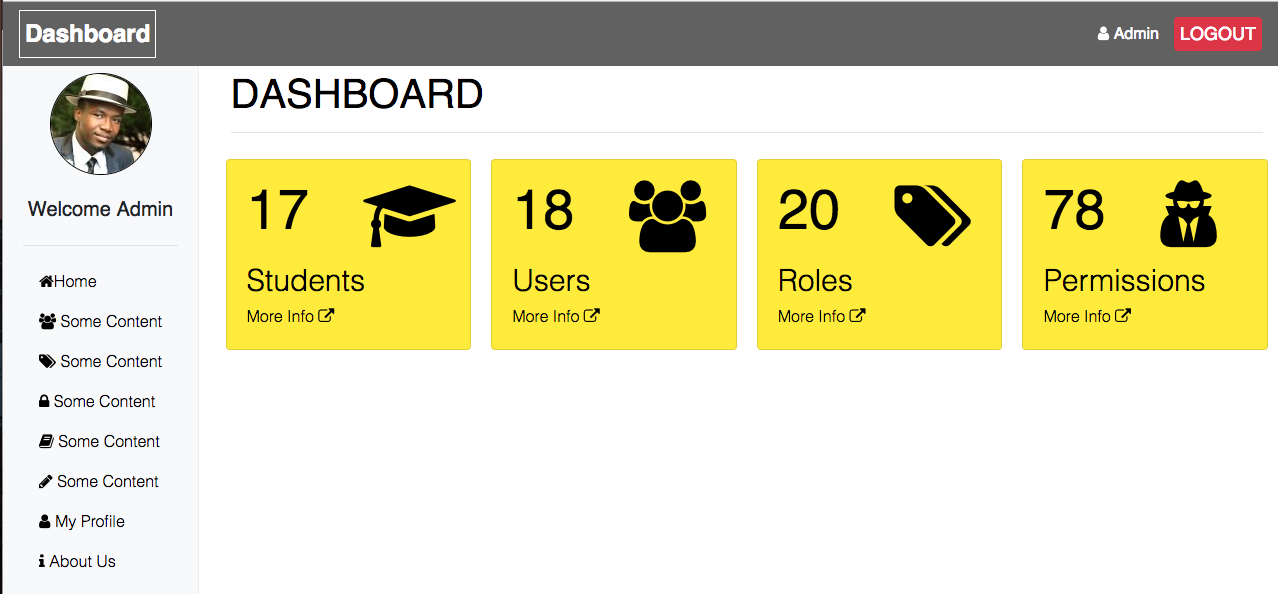 Dashboard
Admin LOGOUT
DASHBOARD
Welcome Admin
Home
Some Content
Some Content
Some Content
Some Content
Some Content
My Profile
About Us
17
Students
More Info
18
Users
More Info
20
Roles
More Info
78
Permissions
More Info